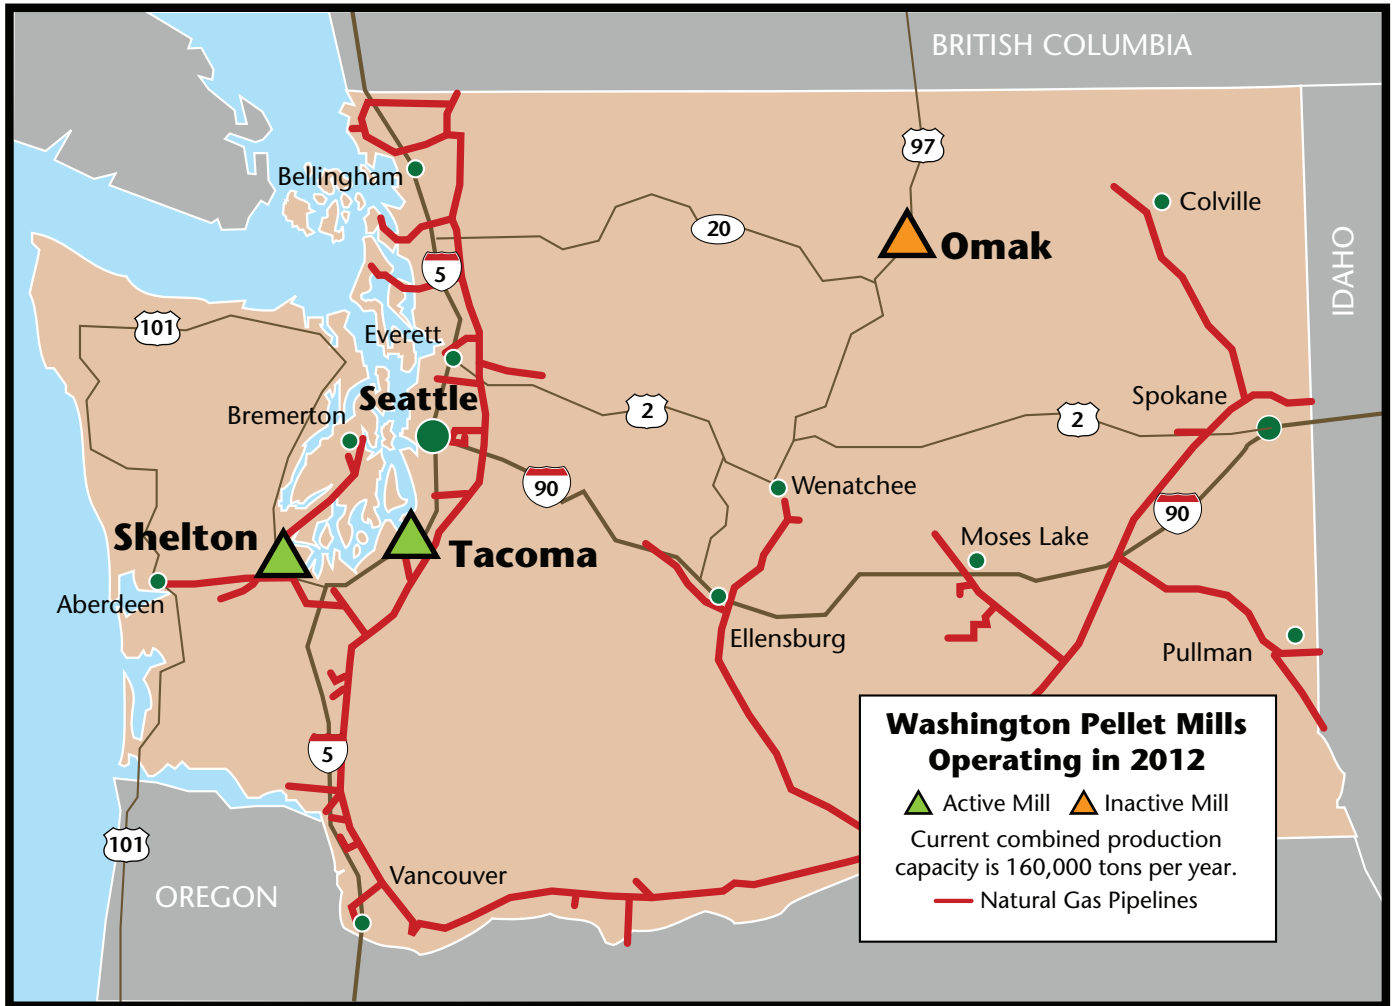 BRITISH COLUMBIA
97
Bellingham
Colville
20
Omak
IDAHO
5
101
Everett
Seattle
Spokane
Bremerton
2
2
Wenatchee
90
90
Shelton
Tacoma
Moses Lake
Aberdeen
Ellensburg
Pullman
5
Washington Pellet Mills
Operating in 2012
Active Mill
Inactive Mill
Current combined production
capacity is 160,000 tons per year.
Natural Gas Pipelines
101
Vancouver
OREGON